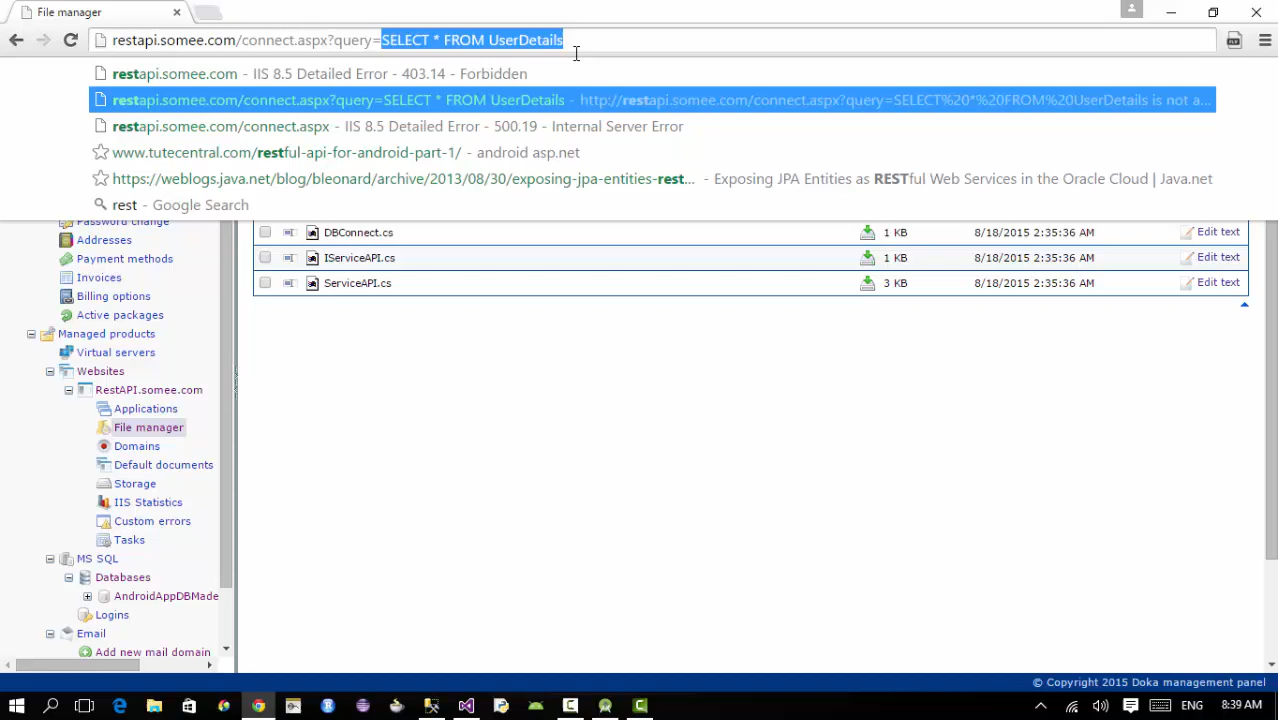 File manager
restapi.somee.com/connect.aspx?query=SELECT * FROM UserDetails
restapi.somee.com - IIS 8.5 Detailed Error - 403.14 - Forbidden
restapi.somee.com/connect.aspx?query=SELECT * FROM UserDetails - http://restapi.somee.com/connect.aspx?query=SELECT%20*%20FROM%20UserDetails is not a...
restapi.somee.com/connect.aspx - IIS 8.5 Detailed Error - 500.19 - Internal Server Error
www.tutecentral.com/restful-api-for-android-part-1/ - android asp.net
https://weblogs.java.net/blog/bleonard/archive/2013/08/30/exposing-jpa-entities-rest... - Exposing JPA Entities as RESTful Web Services in the Oracle Cloud | Java.net
rest - Google Search
Password change
DBConnect.cs 1 KB 8/18/2015 2:35:36 AM Edit text
Addresses
Payment methods
IServiceAPI.cs 1 KB 8/18/2015 2:35:36 AM Edit text
Invoices
ServiceAPI.cs 3 KB 8/18/2015 2:35:36 AM Edit text
Billing options
Active packages
Managed products
Virtual servers
Websites
RestAPI.somee.com
Applications
File manager
Domains
Default documents
Storage
IIS Statistics
Custom errors
Tasks
MS SQL
Databases
AndroidAppDBMade
Logins
Email
Add new mail domain
© Copyright 2015 Doka management panel
ENG 8:39 AM